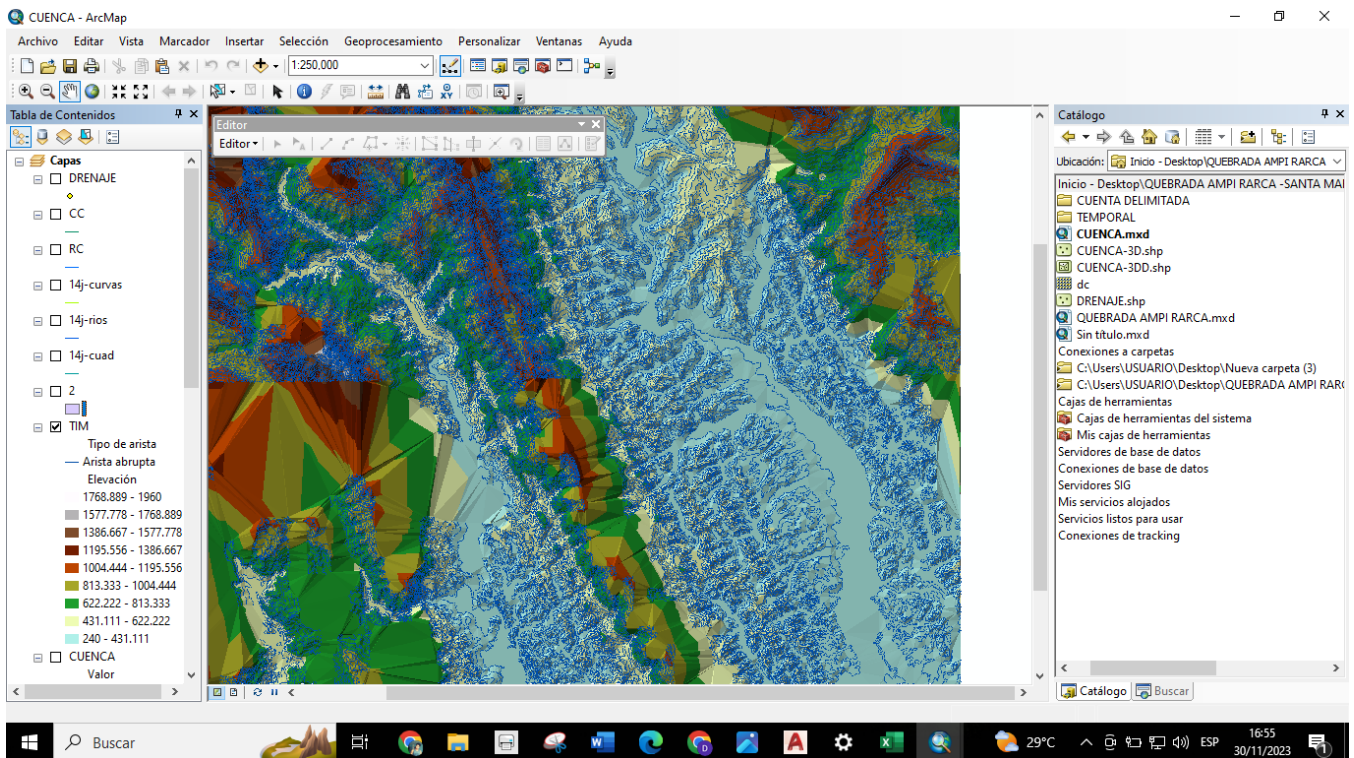 CUENCA - ArcMap
Archivo Editar Vista Marcador Insertar Selección Geoprocesamiento Personalizar Ventanas Ayuda
1:250.000
Tabla de Contenidos
Capas
DRENAJE
CC
RC
14j-curvas
14j-rios
14j-cuad
2
TIM
Tipo de arista
Arista abrupta
Elevación
1768.889 - 1960
1577.778 - 1768.889
1386.667 - 1577.778
1195.556 - 1386.667
1004.444 - 1195.556
813.333 - 1004.444
622.222 - 813.333
431.111 - 622.222
240 - 431.111
CUENCA
Valor
Editor
Editor
Catálogo
Ubicación: Inicio - Desktop\QUEBRADA AMPI RARCA
Inicio - Desktop\QUEBRADA AMPI RARCA -SANTA MAI
CUENTA DELIMITADA
TEMPORAL
CUENCA.mxd
CUENCA-3D.shp
CUENCA-3DD.shp
dc
DRENAJE.shp
QUEBRADA AMPI RARCA.mxd
Sin título.mxd
Conexiones a carpetas
C:\Users\USUARIO\Desktop\Nueva carpeta (3)
C:\Users\USUARIO\Desktop\QUEBRADA AMPI RAR
Cajas de herramientas
Cajas de herramientas del sistema
Mis cajas de herramientas
Servidores de base de datos
Conexiones de base de datos
Servidores SIG
Mis servicios alojados
Servicios listos para usar
Conexiones de tracking
Catálogo Buscar
Buscar
29°C
ESP
16:55
30/11/2023